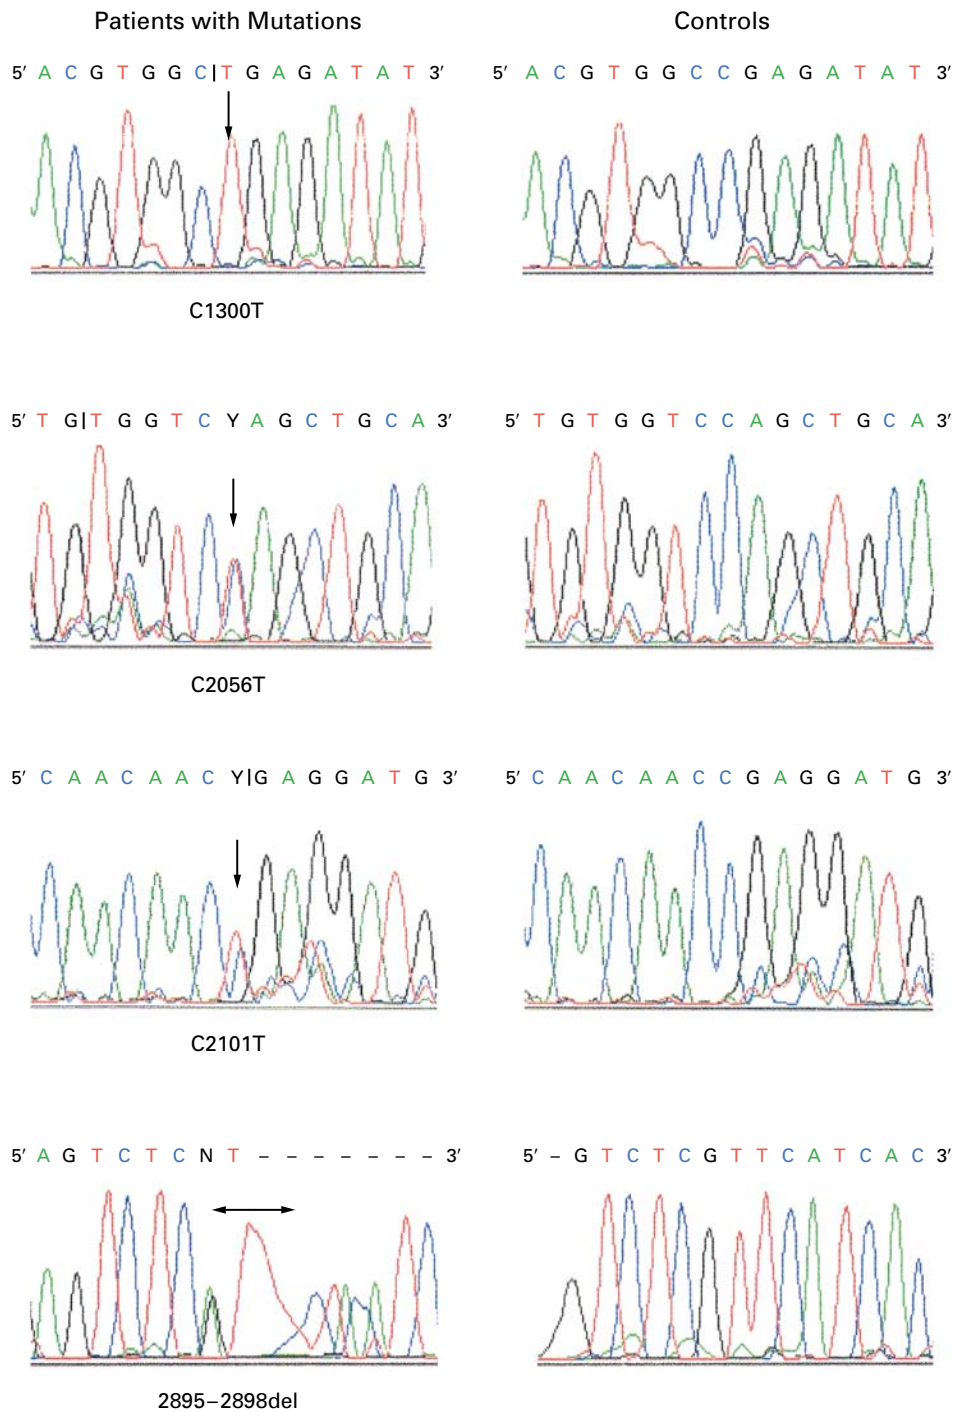 Patients with Mutations Controls
5′ A C G T G G C|T G A G A T A T 3′ 5′ A C G T G G C C G A G A T A T 3′
C1300T
5′ T G|T G G T C Y A G C T G C A 3′ 5′ T G T G G T C C A G C T G C A 3′
C2056T
5′ C A A C A A C Y|G A G G A T G 3′ 5′ C A A C A A C C G A G G A T G 3′
C2101T
5′ A G T C T C N T – – – – – – – 3′ 5′ – G T C T C G T T C A T C A C 3′
2895–2898del